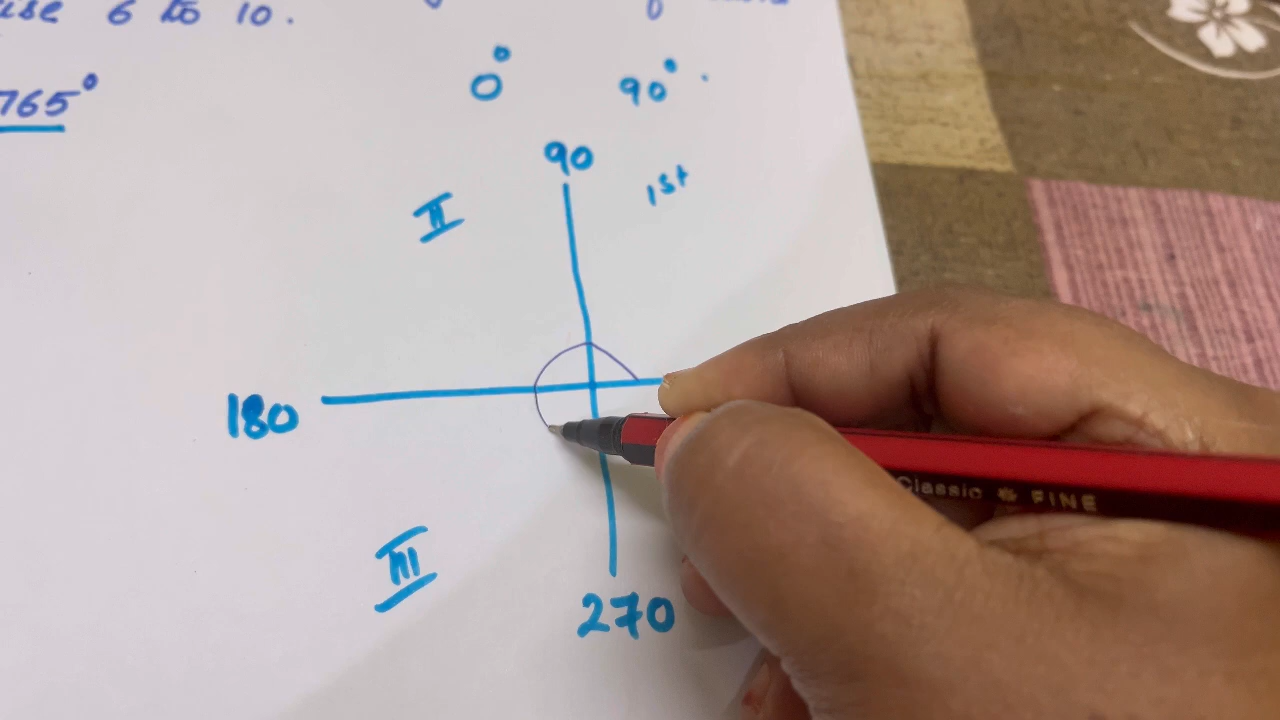 6 to 10.
765°
0° 90°.
90
1st
II
180
Classic * FINE
III
270